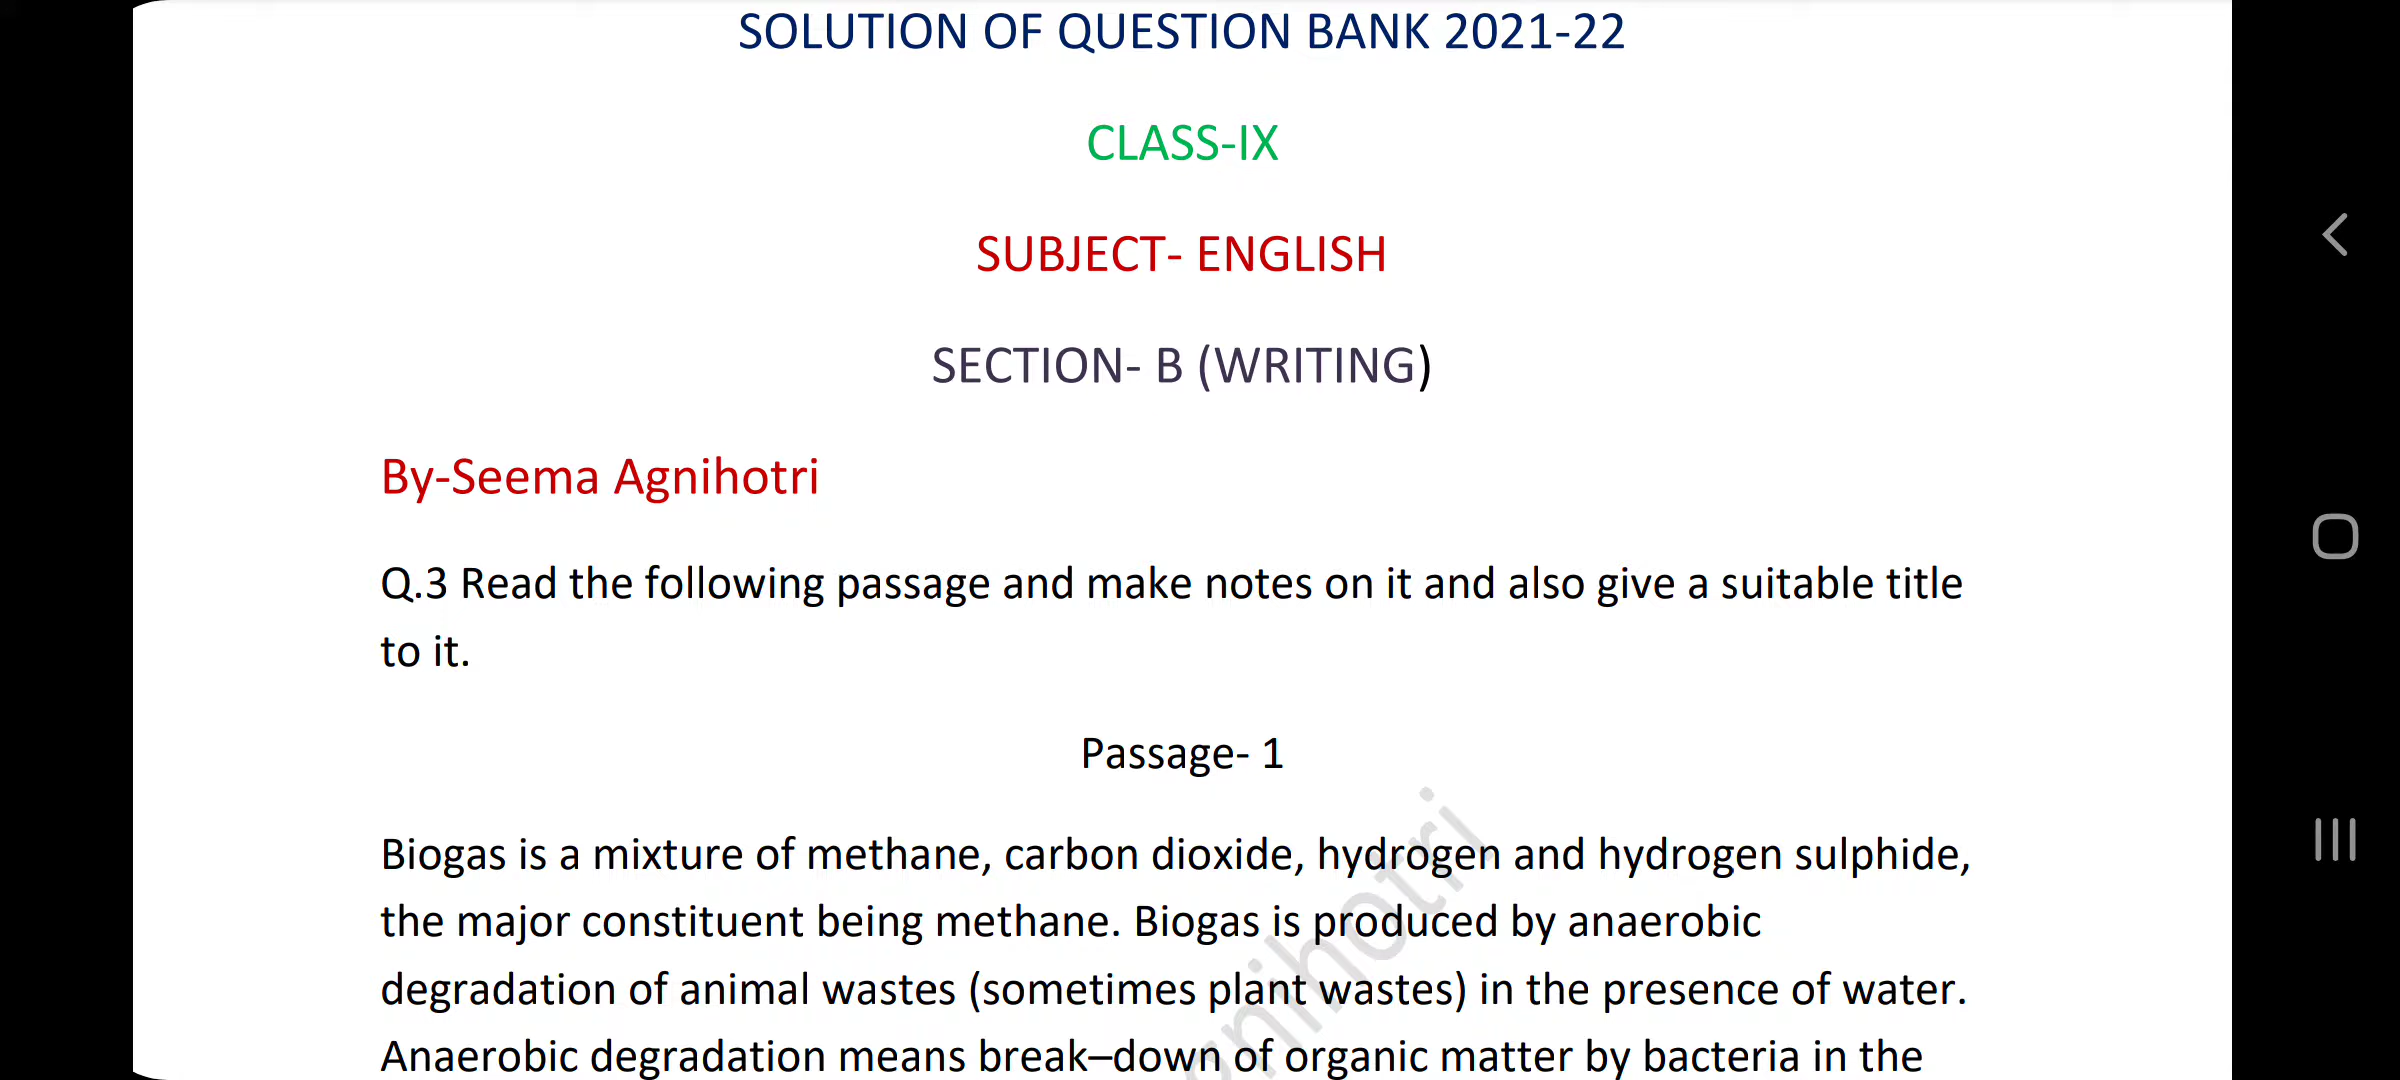 SOLUTION OF QUESTION BANK 2021-22
CLASS-IX
SUBJECT- ENGLISH
SECTION- B (WRITING)
By-Seema Agnihotri
Q.3 Read the following passage and make notes on it and also give a suitable title
to it.
Passage- 1
Biogas is a mixture of methane, carbon dioxide, hydrogen and hydrogen sulphide,
the major constituent being methane. Biogas is produced by anaerobic
degradation of animal wastes (sometimes plant wastes) in the presence of water.
Anaerobic degradation means break–down of organic matter by bacteria in the